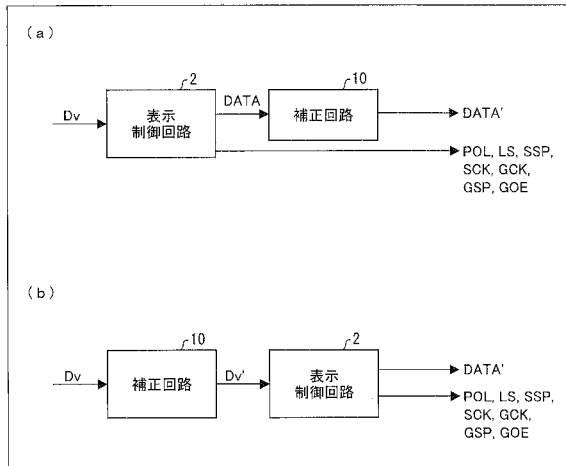 (a)
2
10
Dv
表示
制御回路
DATA
補正回路
DATA'
POL, LS, SSP,
SCK, GCK,
GSP, GOE
(b)
10
2
Dv
補正回路
Dv'
表示
制御回路
DATA'
POL, LS, SSP,
SCK, GCK,
GSP, GOE